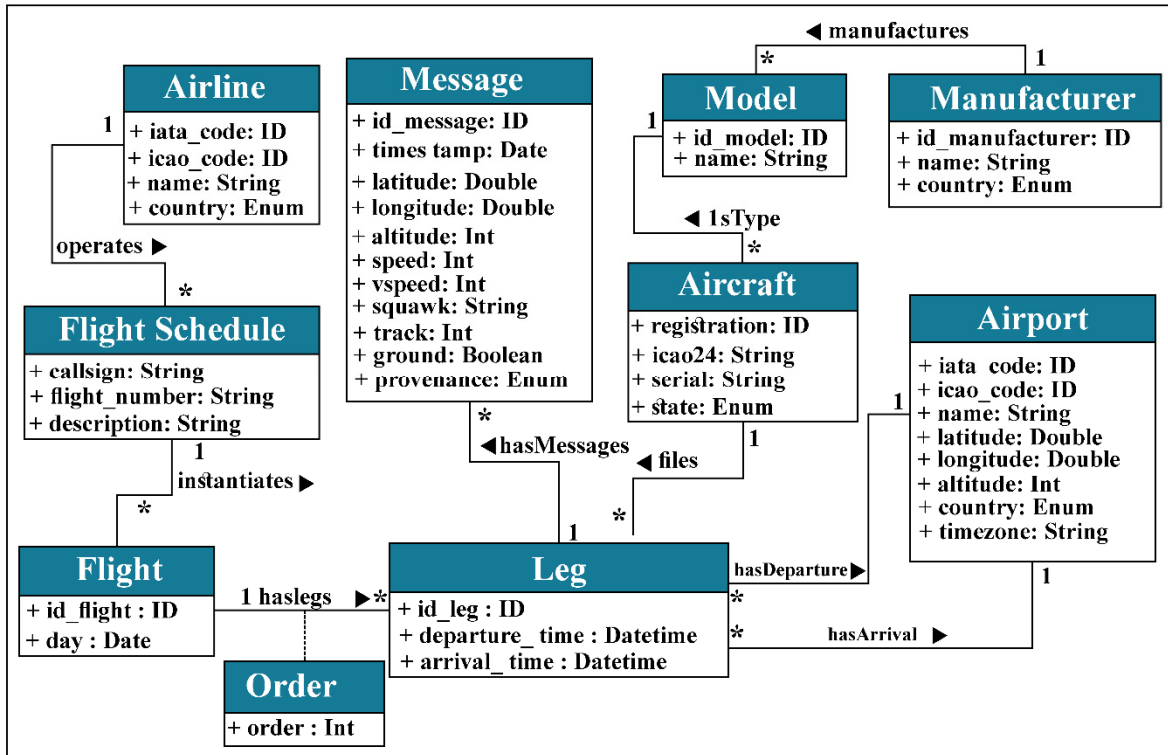 ◄ manufactures
*
1
Airline
+ iata_code: ID
+ icao_code: ID
+ name: String
+ country: Enum
1
operates ►
*
Message
+ id_message: ID
+ times tamp: Date
+ latitude: Double
+ longitude: Double
+ altitude: Int
+ speed: Int
+ vspeed: Int
+ squawk: String
+ track: Int
+ ground: Boolean
+ provenance: Enum
*
◄ hasMessages
1
Model
+ id_model: ID
+ name: String
1
◄ 1sType
*
Manufacturer
+ id_manufacturer: ID
+ name: String
+ country: Enum
Flight Schedule
+ callsign: String
+ flight_number: String
+ description: String
1
instantiates ►
*
Aircraft
+ registration: ID
+ icao24: String
+ serial: String
+ state: Enum
1
◄ files
*
Airport
+ iata_code: ID
+ icao_code: ID
+ name: String
+ latitude: Double
+ longitude: Double
+ altitude: Int
+ country: Enum
+ timezone: String
1
1
Flight
+ id_flight : ID
+ day : Date
1 haslegs ► *
Order
+ order : Int
Leg
+ id_leg : ID
+ departure_ time : Datetime
+ arrival_ time : Datetime
hasDeparture ►
*
*
hasArrival ►